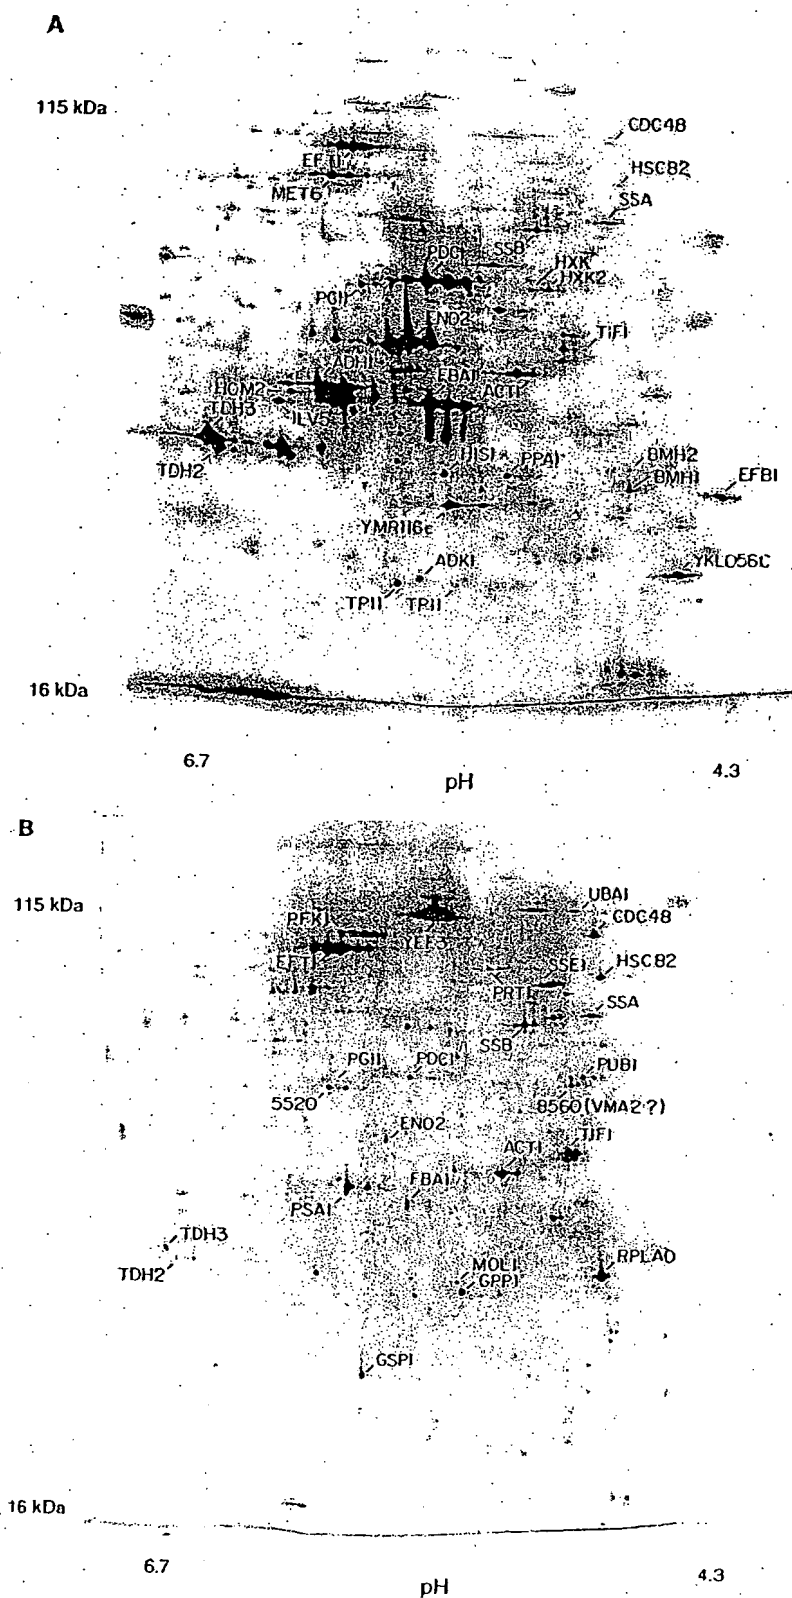 A
115 kDa
CDC48
EFT1
HSC82
MET6
SSA
PDC1
SSB
HXK
HXK2
PGI1
ENO2
TIF1
ADH1
HOM2
FBA1
ACT1
TDH3
ILV5
TDH2
HIS1
PPA1
BMH2
BMH1
EFB1
YMR116c
ADK1
YKL056C
TPI1
TPI1
16 kDa
6.7
4.3
pH
B
115 kDa
UBA1
PFK1
CDC48
YEF3
EFT1
SSE1
HSC82
PRT1
SSA
SSB
PGI1
PDC1
PUB1
5520
8560 (VMA2?)
ENO2
TIF1
ACT1
FBA1
PSA1
TDH3
TDH2
MOL1
GPP1
RPLA0
GSP1
16 kDa
6.7
4.3
pH